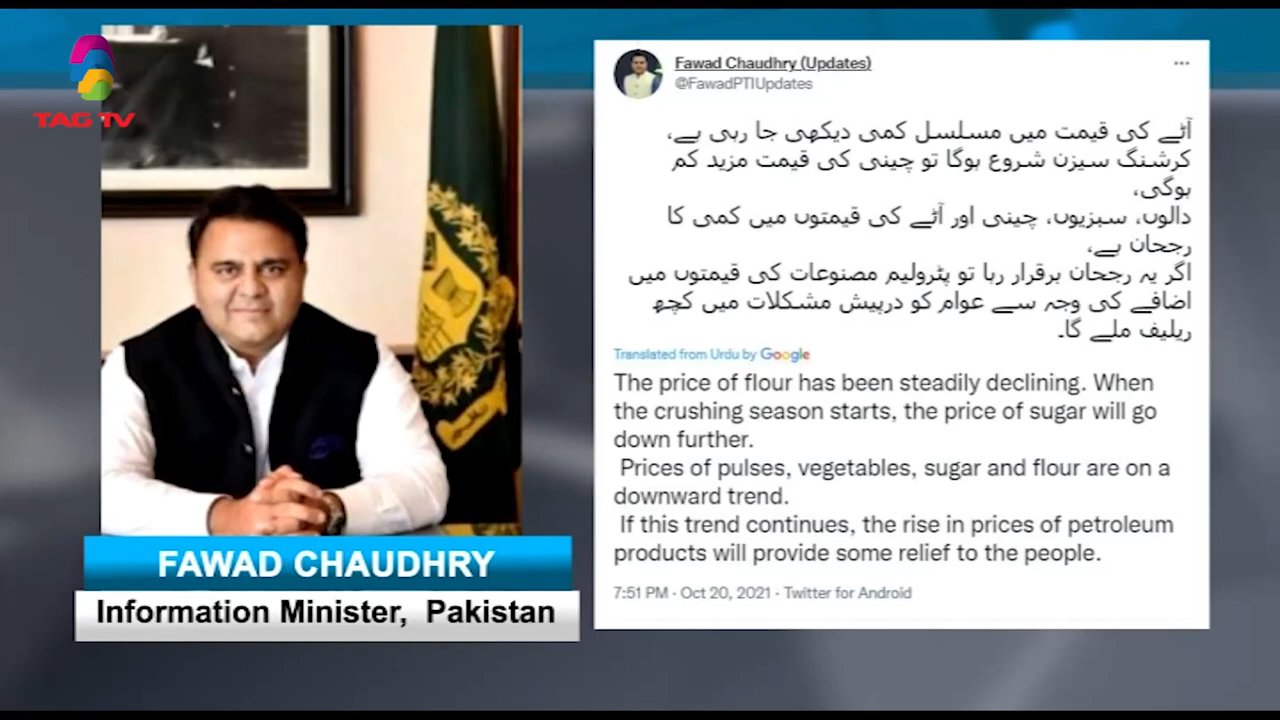 TAG TV
Fawad Chaudhry (Updates)
@FawadPTIUpdates
آٹے کی قیمت میں مسلسل کمی دیکھی جا رہی ہے،
کرشنگ سیزن شروع ہوگا تو چینی کی قیمت مزید کم
ہوگی،
دالوں، سبزیوں، چینی اور آٹے کی قیمتوں میں کمی کا
رجحان ہے،
اگر یہ رجحان برقرار رہا تو پٹرولیم مصنوعات کی قیمتوں میں
اضافے کی وجہ سے عوام کو درپیش مشکلات میں کچھ
ریلیف ملے گا۔
Translated from Urdu by Google
The price of flour has been steadily declining. When
the crushing season starts, the price of sugar will go
down further.
Prices of pulses, vegetables, sugar and flour are on a
downward trend.
If this trend continues, the rise in prices of petroleum
products will provide some relief to the people.
7:51 PM · Oct 20, 2021 · Twitter for Android
FAWAD CHAUDHRY
Information Minister, Pakistan